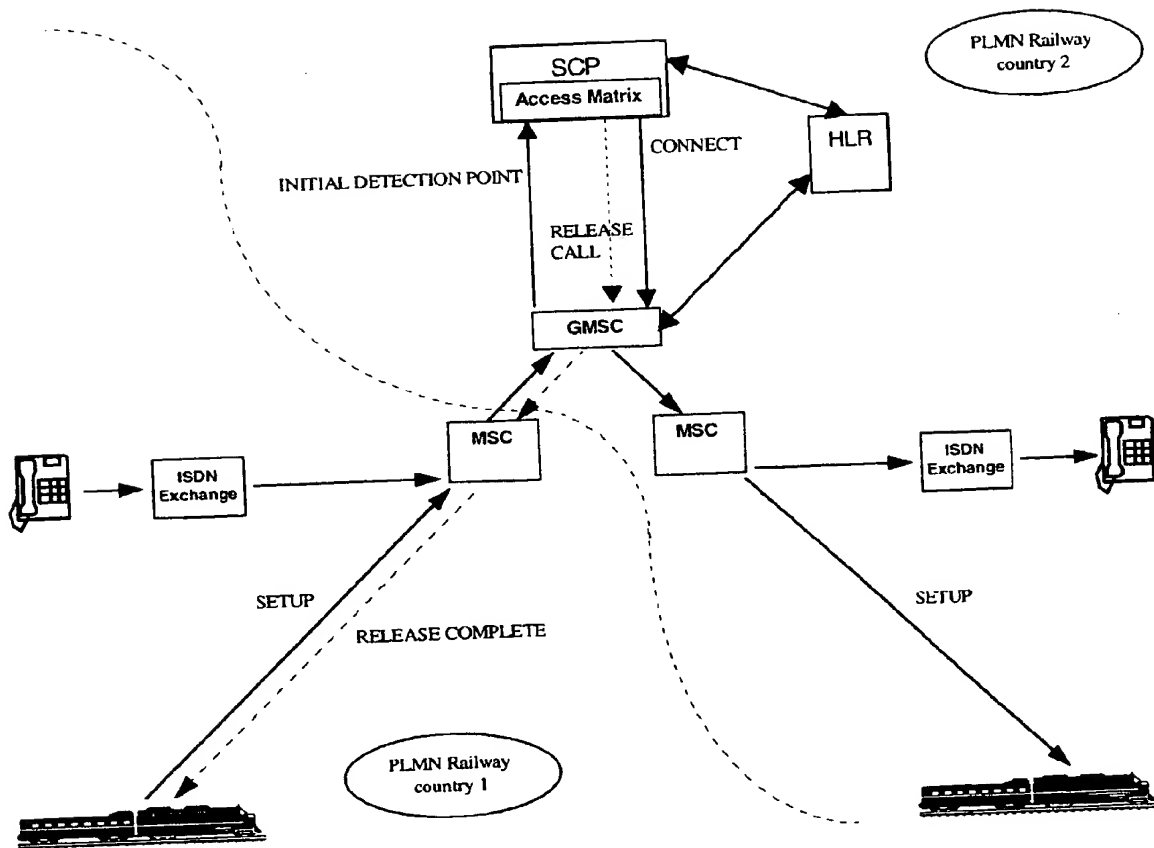 PLMN Railway
country 2
SCP
Access Matrix
HLR
CONNECT
INITIAL DETECTION POINT
RELEASE
CALL
GMSC
MSC
MSC
ISDN
Exchange
ISDN
Exchange
SETUP
SETUP
RELEASE COMPLETE
PLMN Railway
country 1